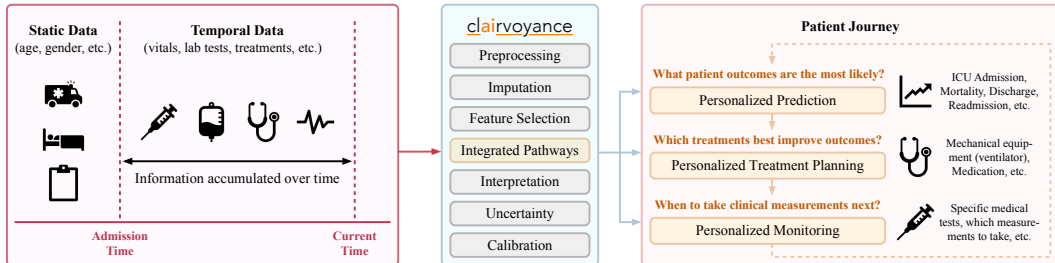 Static Data
(age, gender, etc.)
Temporal Data
(vitals, lab tests, treatments, etc.)
Information accumulated over time
Admission
Time
Current
Time
clairvoyance
Preprocessing
Imputation
Feature Selection
Integrated Pathways
Interpretation
Uncertainty
Calibration
Patient Journey
What patient outcomes are the most likely?
Personalized Prediction
ICU Admission,
Mortality, Discharge,
Readmission, etc.
Which treatments best improve outcomes?
Personalized Treatment Planning
Mechanical equip-
ment (ventilator),
Medication, etc.
When to take clinical measurements next?
Personalized Monitoring
Specific medical
tests, which measure-
ments to take, etc.